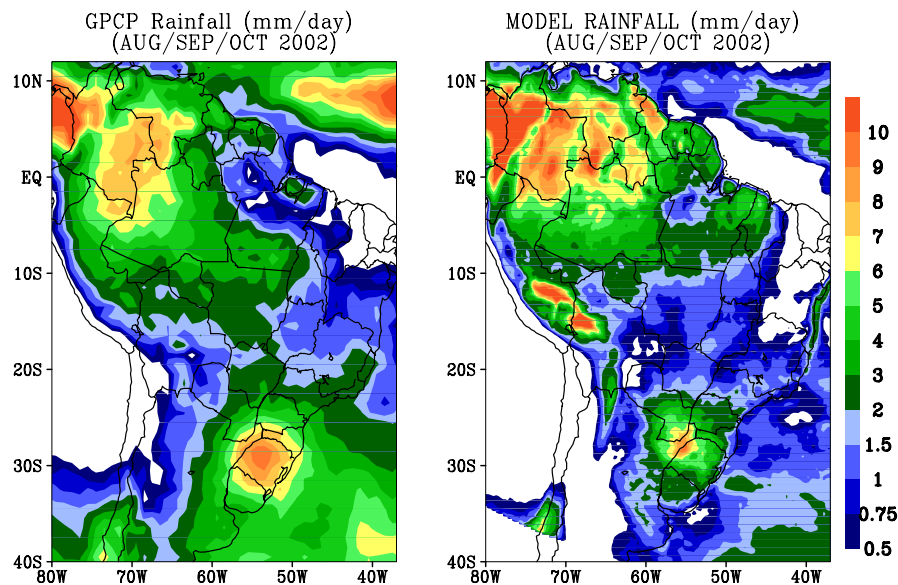 GPCP Rainfall (mm/day)
(AUG/SEP/OCT 2002)
MODEL RAINFALL (mm/day)
(AUG/SEP/OCT 2002)
10N
EQ
10S
20S
30S
40S
80W 70W 60W 50W 40W
10N
EQ
10S
20S
30S
40S
80W 70W 60W 50W 40W
10
9
8
7
6
5
4
3
2
1.5
1
0.75
0.5